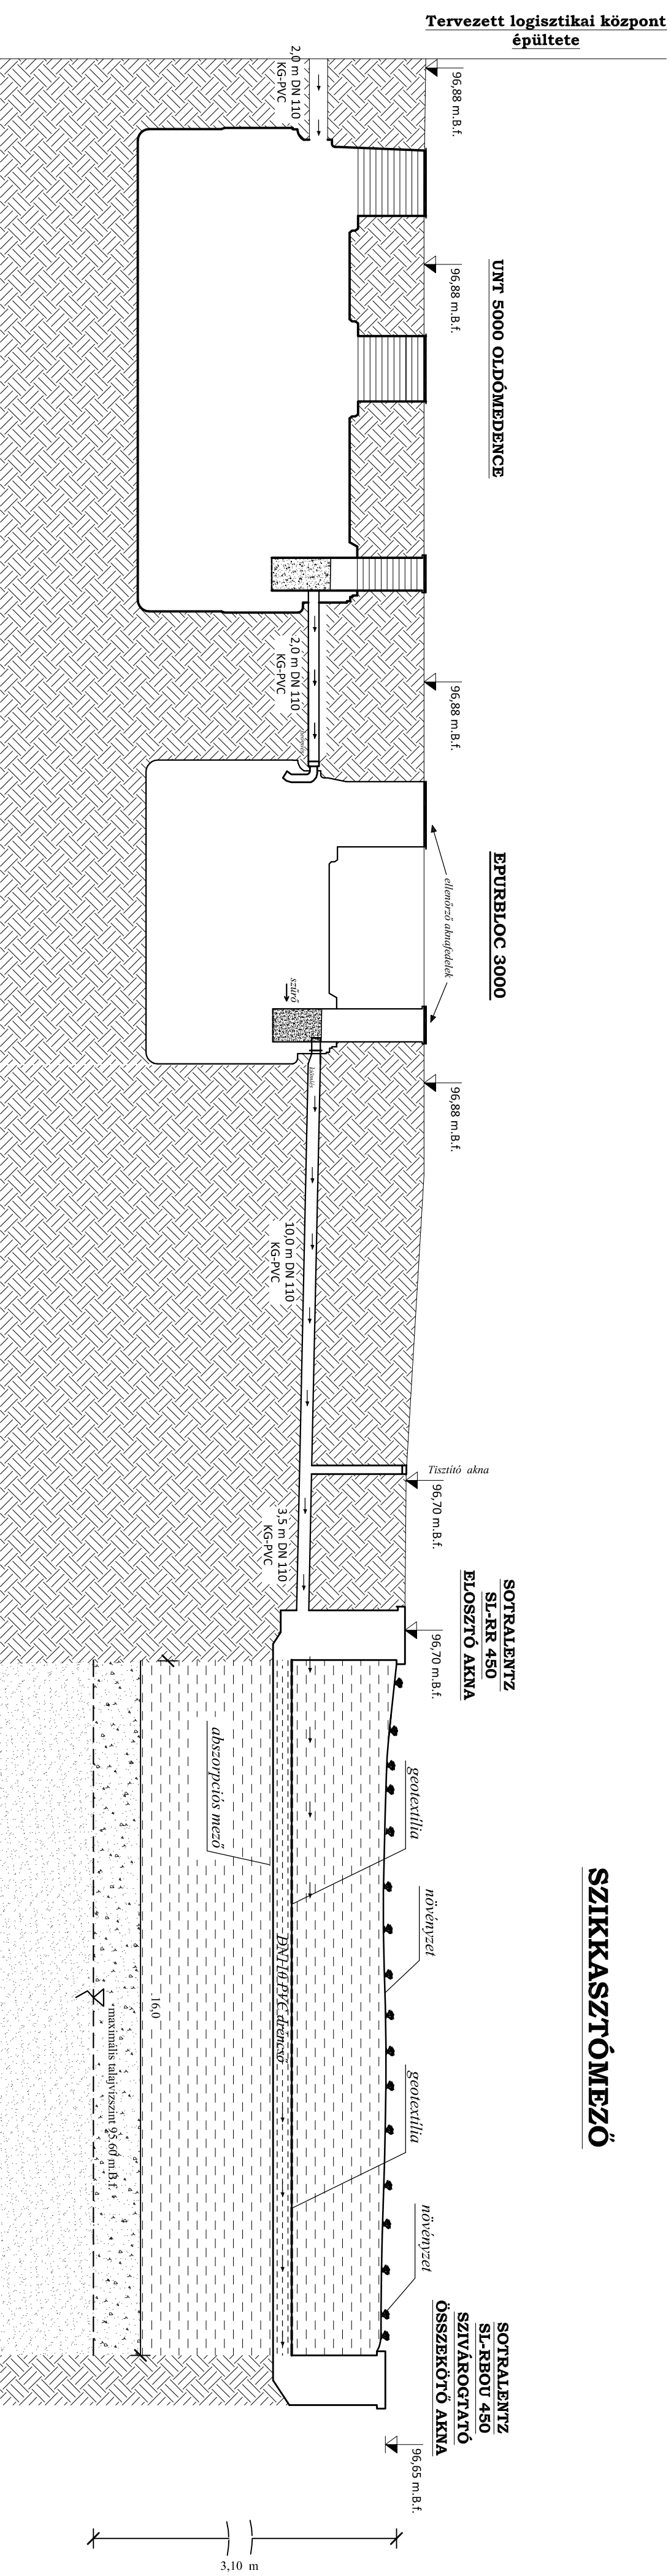 Tervezett logisztikai központ
épültete
96,88 m.B.f.
2,0 m DN 110
KG-PVC
96,88 m.B.f.
UNT 5000 OLDÓMEDENCE
2,0 m DN 110
KG-PVC
96,88 m.B.f.
EPURBLOC 3000
ellenőrző aknafedelek
szűrő
96,88 m.B.f.
10,0 m DN 110
KG-PVC
Tisztító akna
96,70 m.B.f.
3,5 m DN 110
KG-PVC
SOTRALENTZ
SL-RR 450
ELOSZTÓ AKNA
96,70 m.B.f.
SZIKKASZTÓMEZŐ
geotextília
abszorpciós mező
növényzet
DN110 PVC dréncső
16,0
maximális talajvízszint 95.60 m.B.f.
geotextília
növényzet
SOTRALENTZ
SL-RBOU 450
SZIVÁROGTATÓ
ÖSSZEKÖTŐ AKNA
96,65 m.B.f.
3,10 m